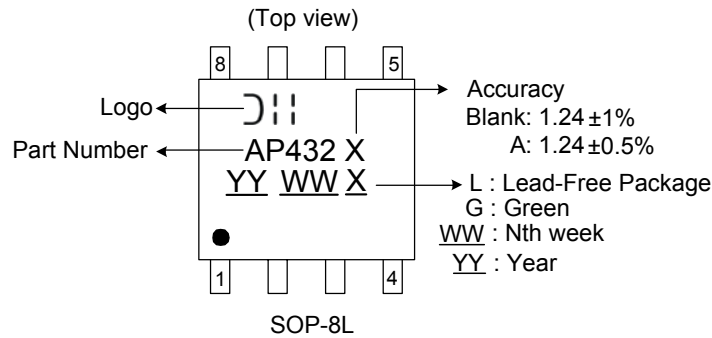 (Top view)
8 5
Logo
Part Number
AP432 X
YY WW X
Accuracy
Blank: 1.24 ±1%
A: 1.24 ±0.5%
L : Lead-Free Package
G : Green
WW : Nth week
YY : Year
1 4
SOP-8L